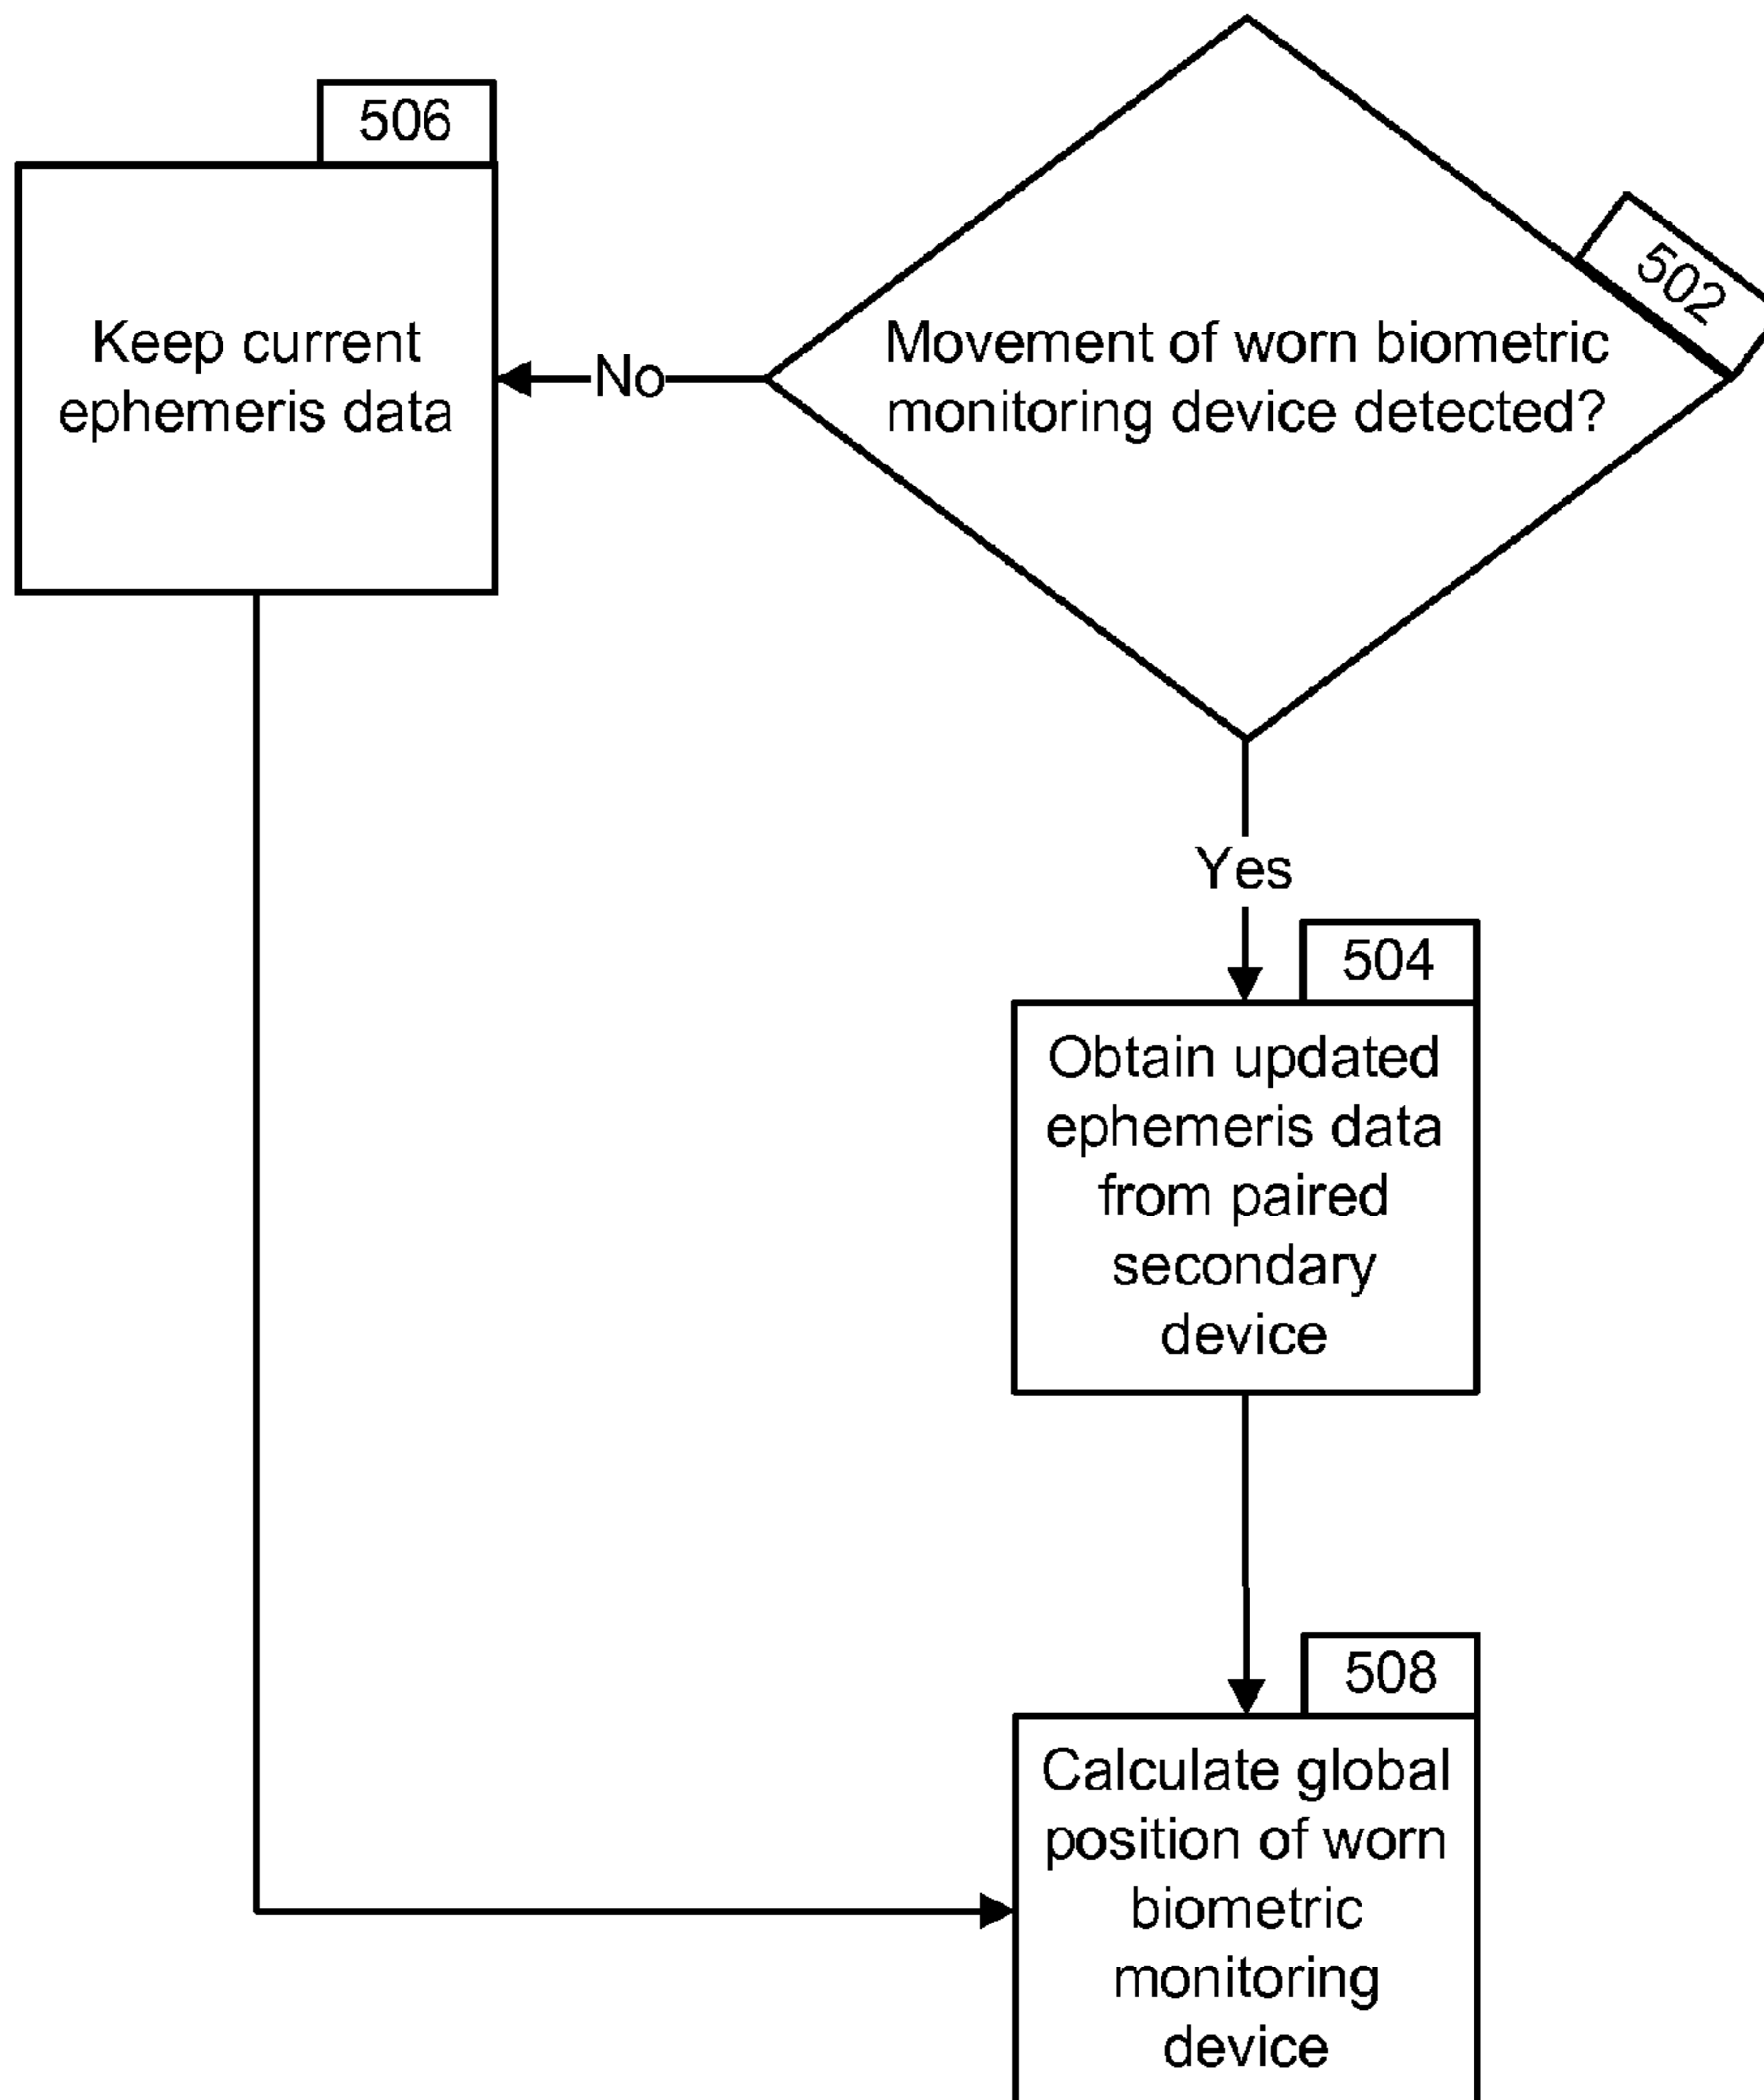 506
Keep current
ephemeris data
No
502
Movement of worn biometric
monitoring device detected?
Yes
504
Obtain updated
ephemeris data
from paired
secondary
device
508
Calculate global
position of worn
biometric
monitoring
device